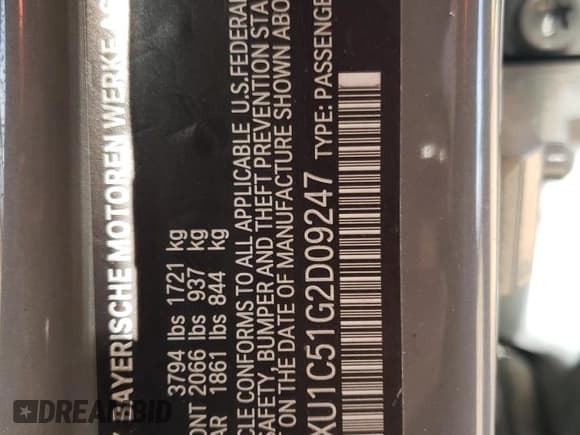 BAYERISCHE MOTOREN WERKE AG
3794 lbs 1721 kg
ONT 2066 lbs 937 kg
AR 1861 lbs 844 kg
CLE CONFORMS TO ALL APPLICABLE U.S.FEDERAL
SAFETY, BUMPER AND THEFT PREVENTION STA
ON THE DATE OF MANUFACTURE SHOWN ABO
XU1C51G2D09247 TYPE: PASSENGE
DREAMBID